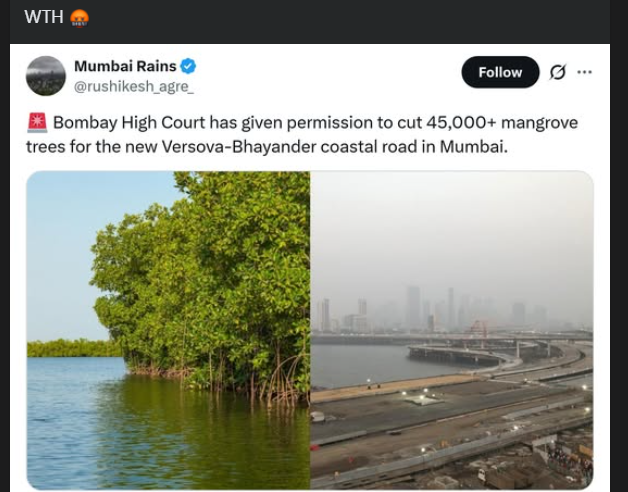 WTH 🤬
Mumbai Rains
@rushikesh_agre_
Follow
🚨 Bombay High Court has given permission to cut 45,000+ mangrove
trees for the new Versova-Bhayander coastal road in Mumbai.